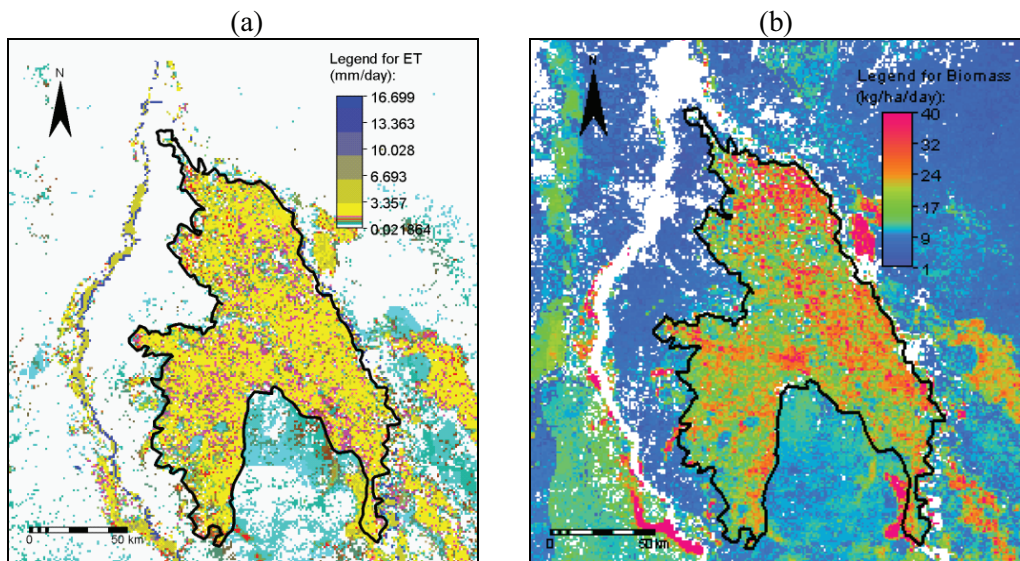 (a)
Legend for ET
(mm/day):
N
16.699
13.363
10.028
6.693
3.357
0.021864
0
50 km
(b)
N
Legend for Biomass
(kg/ha/day):
40
32
24
17
9
1
0
50 km